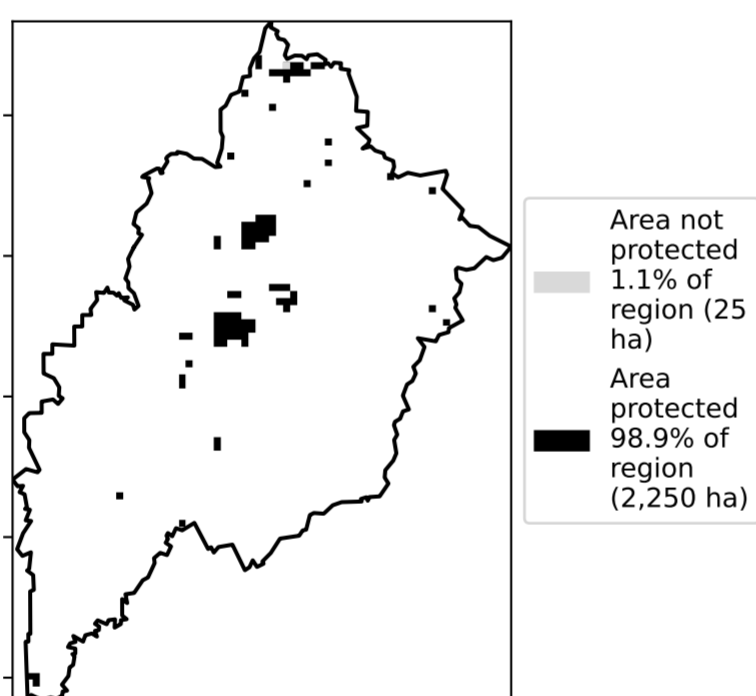 Area not
protected
1.1% of
region (25
ha)
Area
protected
98.9% of
region
(2,250 ha)